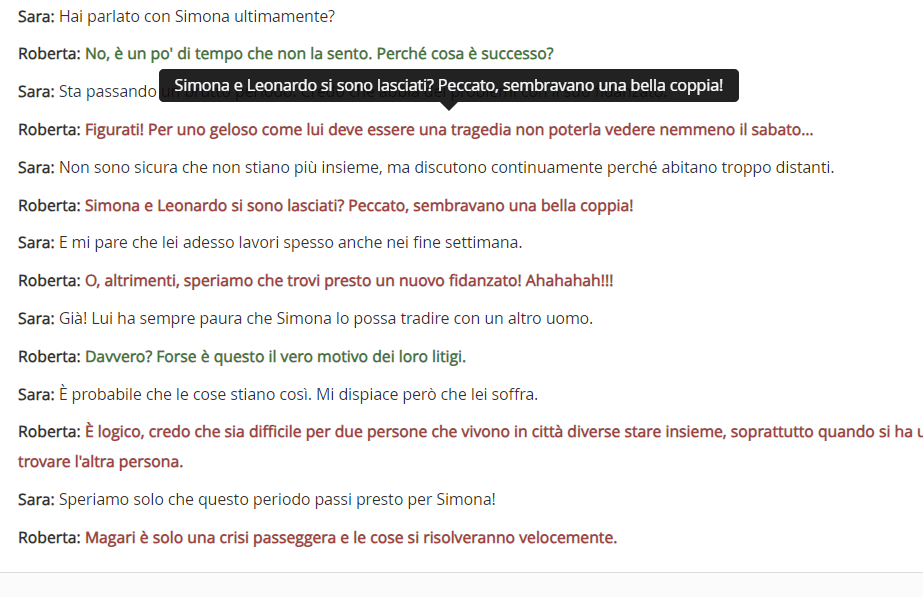 Sara: Hai parlato con Simona ultimamente?
Roberta: No, è un po' di tempo che non la sento. Perché cosa è successo?
Simona e Leonardo si sono lasciati? Peccato, sembravano una bella coppia!
Sara: Sta passando
Roberta: Figurati! Per uno geloso come lui deve essere una tragedia non poterla vedere nemmeno il sabato...
Sara: Non sono sicura che non stiano più insieme, ma discutono continuamente perché abitano troppo distanti.
Roberta: Simona e Leonardo si sono lasciati? Peccato, sembravano una bella coppia!
Sara: E mi pare che lei adesso lavori spesso anche nei fine settimana.
Roberta: O, altrimenti, speriamo che trovi presto un nuovo fidanzato! Ahahahah!!!
Sara: Già! Lui ha sempre paura che Simona lo possa tradire con un altro uomo.
Roberta: Davvero? Forse è questo il vero motivo dei loro litigi.
Sara: È probabile che le cose stiano così. Mi dispiace però che lei soffra.
Roberta: È logico, credo che sia difficile per due persone che vivono in città diverse stare insieme, soprattutto quando si ha
trovare l'altra persona.
Sara: Speriamo solo che questo periodo passi presto per Simona!
Roberta: Magari è solo una crisi passeggera e le cose si risolveranno velocemente.